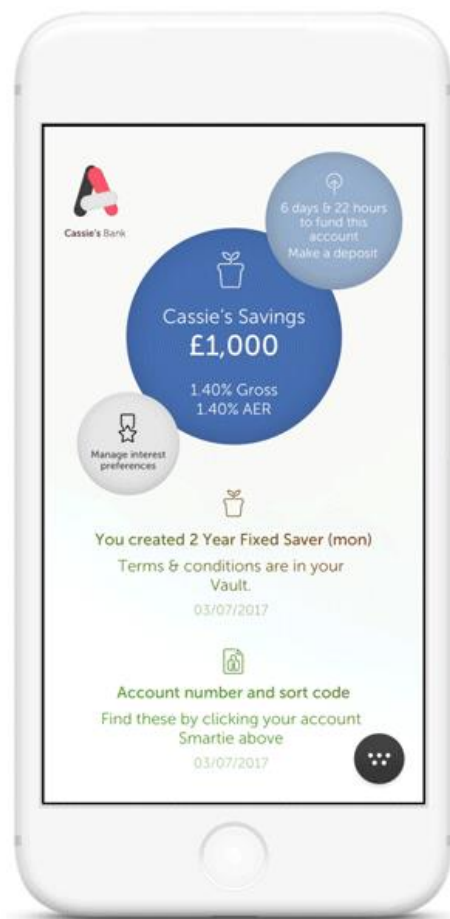 Cassie's Bank
6 days & 22 hours
to fund this
account
Make a deposit
Cassie's Savings
£1,000
1.40% Gross
1.40% AER
Manage interest
preferences
You created 2 Year Fixed Saver (mon)
Terms & conditions are in your
Vault.
03/07/2017
Account number and sort code
Find these by clicking your account
Smartie above
03/07/2017